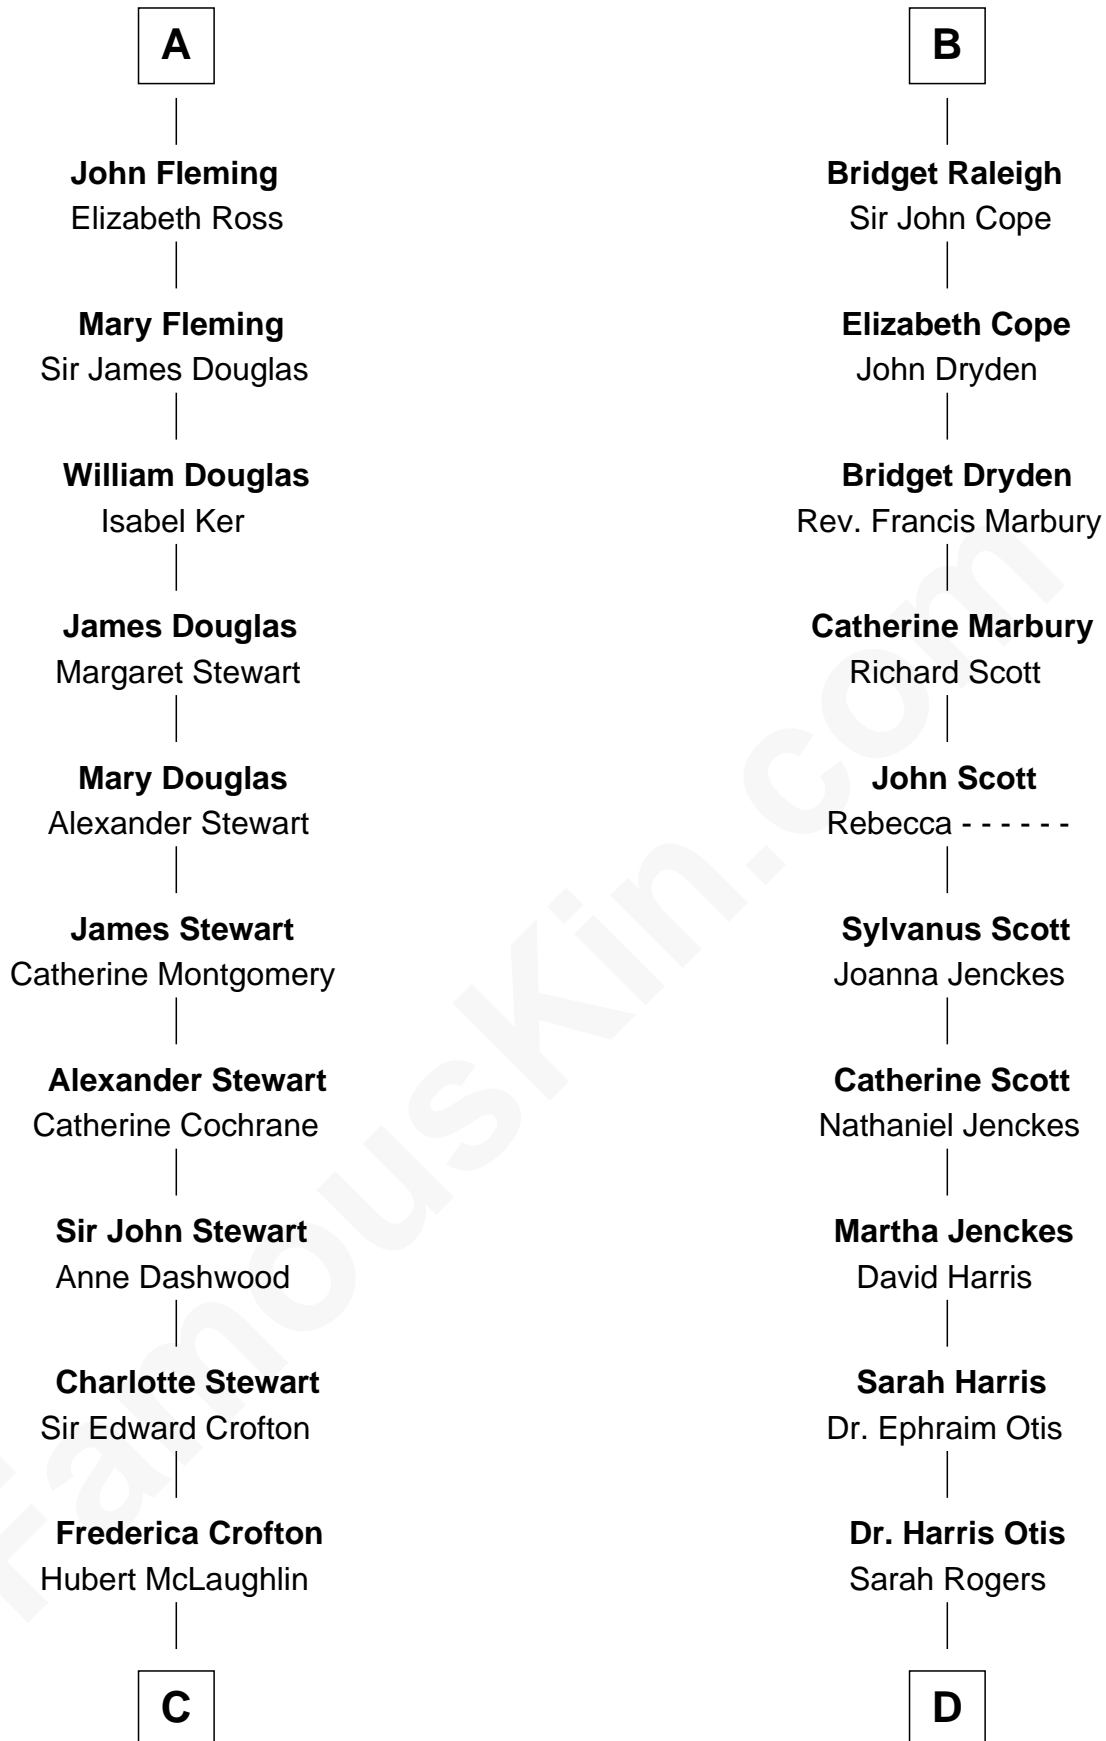 A
John Fleming
Elizabeth Ross
Mary Fleming
Sir James Douglas
William Douglas
Isabel Ker
James Douglas
Margaret Stewart
Mary Douglas
Alexander Stewart
James Stewart
Catherine Montgomery
Alexander Stewart
Catherine Cochrane
Sir John Stewart
Anne Dashwood
Charlotte Stewart
Sir Edward Crofton
Frederica Crofton
Hubert McLaughlin
C
B
Bridget Raleigh
Sir John Cope
Elizabeth Cope
John Dryden
Bridget Dryden
Rev. Francis Marbury
Catherine Marbury
Richard Scott
John Scott
Rebecca - - - - - -
Sylvanus Scott
Joanna Jenckes
Catherine Scott
Nathaniel Jenckes
Martha Jenckes
David Harris
Sarah Harris
Dr. Ephraim Otis
Dr. Harris Otis
Sarah Rogers
D
FamousKin.com